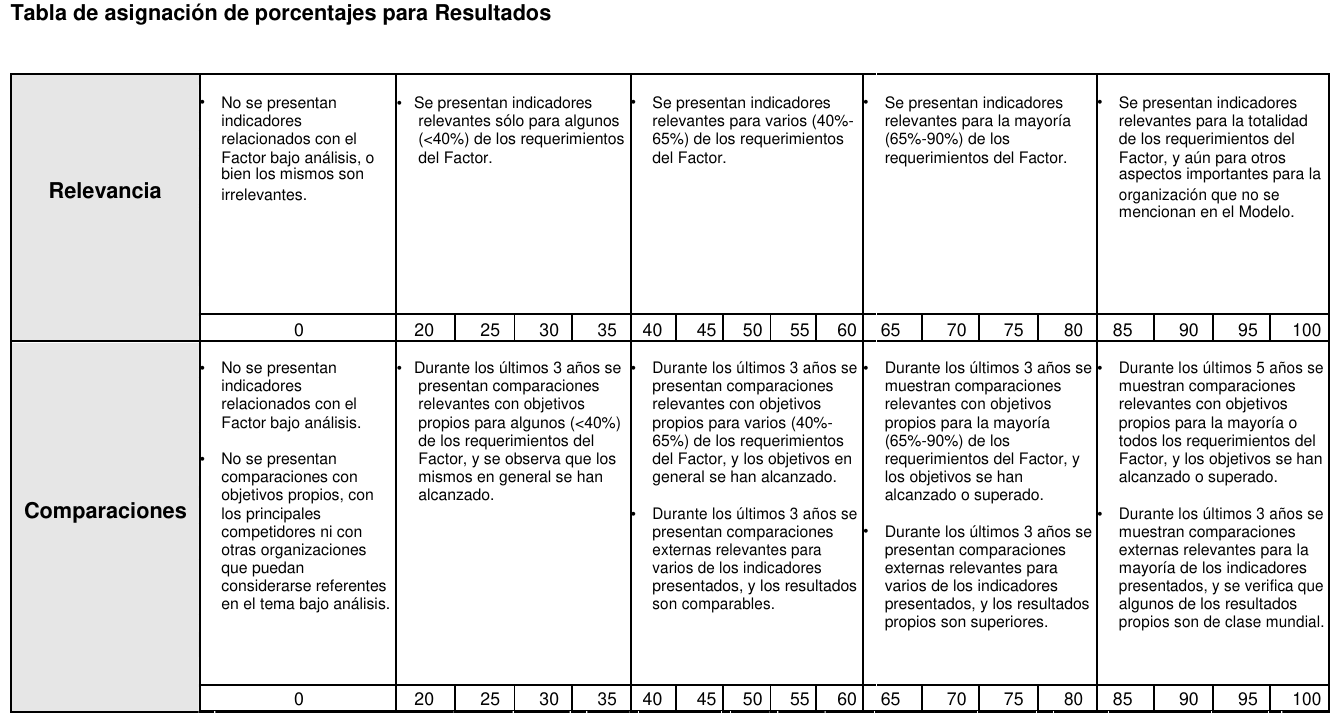 Tabla de asignación de porcentajes para Resultados
Relevancia
• No se presentan
indicadores
relacionados con el
Factor bajo análisis, o
bien los mismos son
irrelevantes.
• Se presentan indicadores
relevantes sólo para algunos
(<40%) de los requerimientos
del Factor.
• Se presentan indicadores
relevantes para varios (40%-
65%) de los requerimientos
del Factor.
• Se presentan indicadores
relevantes para la mayoría
(65%-90%) de los
requerimientos del Factor.
• Se presentan indicadores
relevantes para la totalidad
de los requerimientos del
Factor, y aún para otros
aspectos importantes para la
organización que no se
mencionan en el Modelo.
0 20 25 30 35 40 45 50 55 60 65 70 75 80 85 90 95 100
Comparaciones
• No se presentan
indicadores
relacionados con el
Factor bajo análisis.
• No se presentan
comparaciones con
objetivos propios, con
los principales
competidores ni con
otras organizaciones
que puedan
considerarse referentes
en el tema bajo análisis.
• Durante los últimos 3 años se
presentan comparaciones
relevantes con objetivos
propios para algunos (<40%)
de los requerimientos del
Factor, y se observa que los
mismos en general se han
alcanzado.
• Durante los últimos 3 años se
presentan comparaciones
relevantes con objetivos
propios para varios (40%-
65%) de los requerimientos
del Factor, y los objetivos en
general se han alcanzado.
• Durante los últimos 3 años se
presentan comparaciones
externas relevantes para
varios de los indicadores
presentados, y los resultados
son comparables.
• Durante los últimos 3 años se
muestran comparaciones
relevantes con objetivos
propios para la mayoría
(65%-90%) de los
requerimientos del Factor, y
los objetivos se han
alcanzado o superado.
• Durante los últimos 3 años se
presentan comparaciones
externas relevantes para
varios de los indicadores
presentados, y los resultados
propios son superiores.
• Durante los últimos 5 años se
muestran comparaciones
relevantes con objetivos
propios para la mayoría o
todos los requerimientos del
Factor, y los objetivos se han
alcanzado o superado.
• Durante los últimos 3 años se
muestran comparaciones
externas relevantes para la
mayoría de los indicadores
presentados, y se verifica que
algunos de los resultados
propios son de clase mundial.
0 20 25 30 35 40 45 50 55 60 65 70 75 80 85 90 95 100